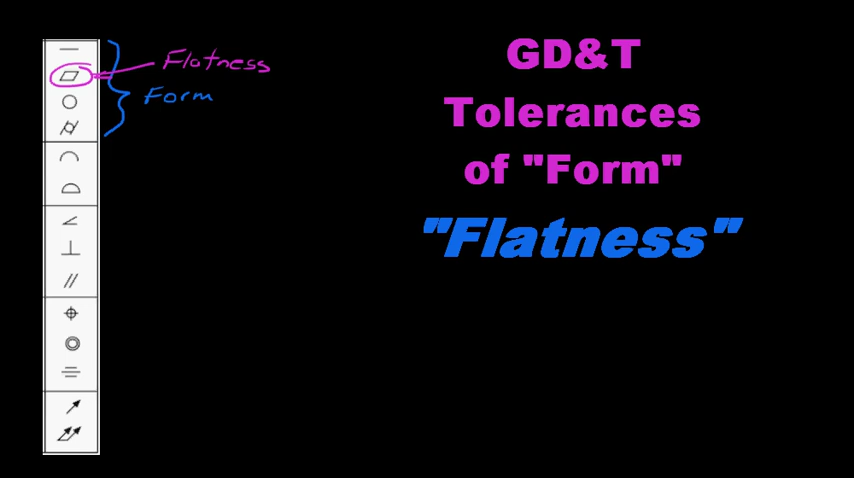 Flatness
Form
GD&T
Tolerances
of "Form"
"Flatness"